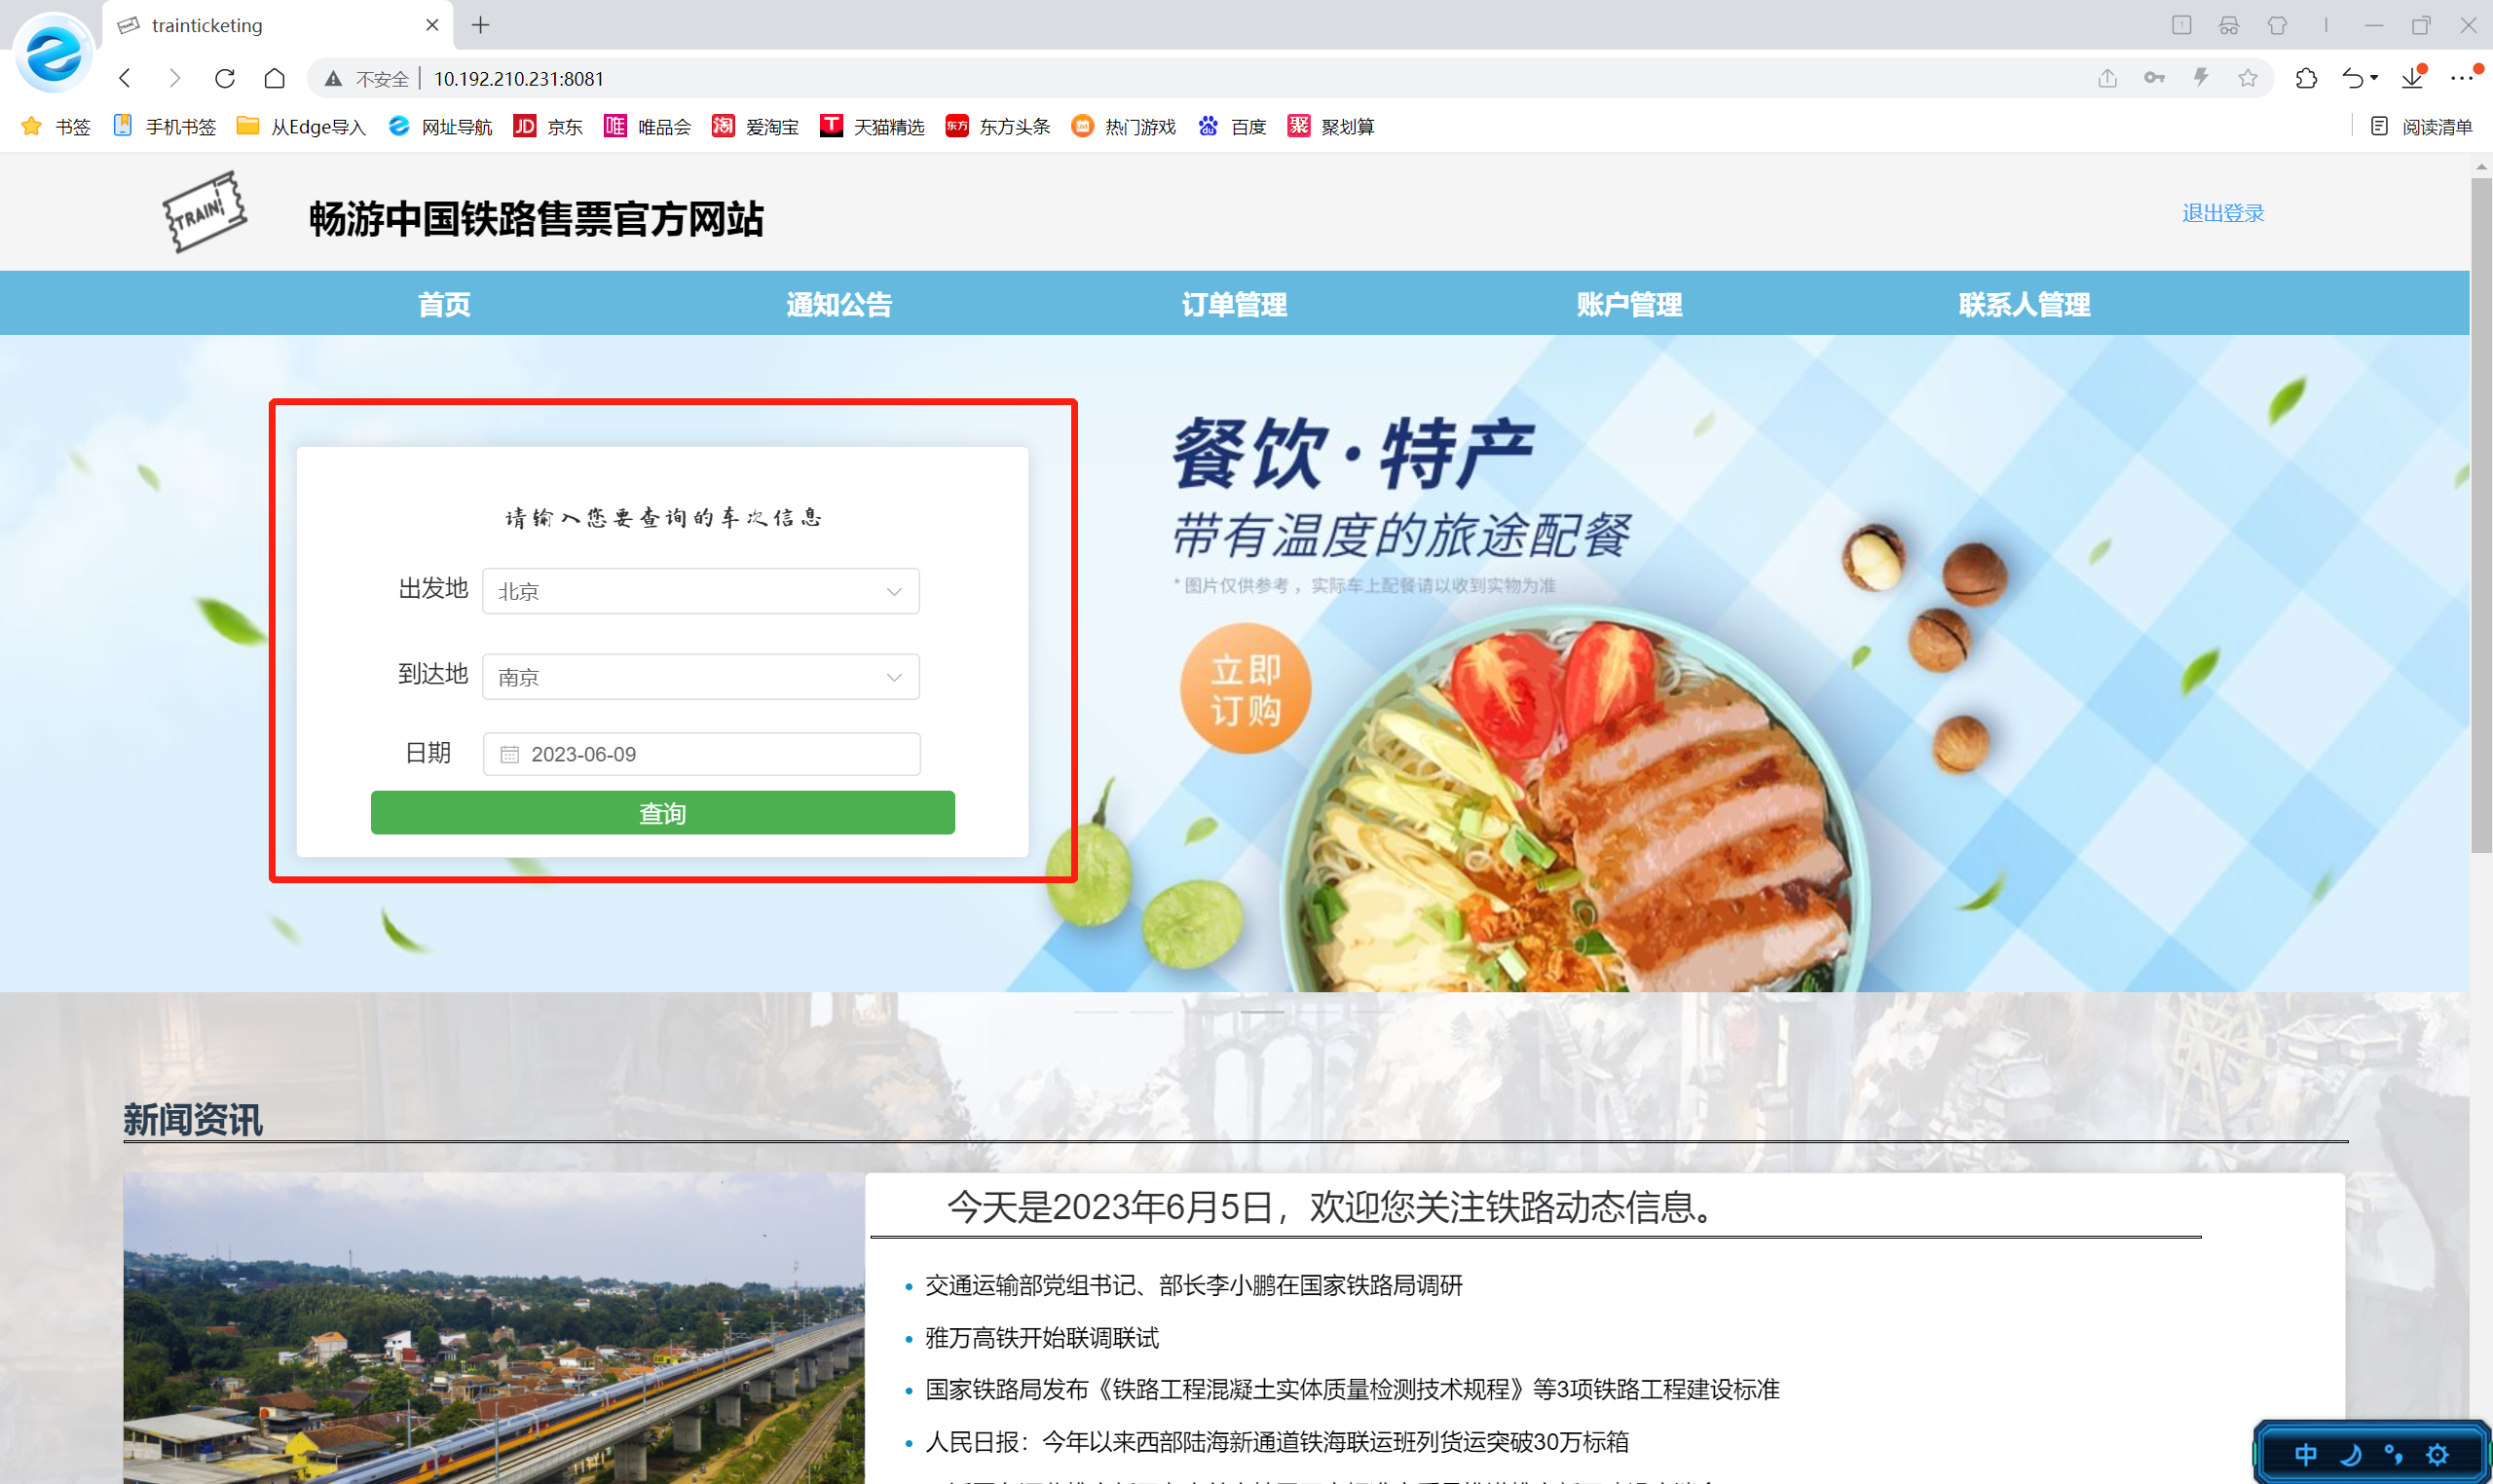 trainticketing
不安全 10.192.210.231:8081
书签 手机书签 从Edge导入 网址导航 JD 京东 唯 唯品会 淘 爱淘宝 T 天猫精选 东方 东方头条 热门游戏 du 百度 聚 聚划算 阅读清单
TRAIN
畅游中国铁路售票官方网站
退出登录
首页 通知公告 订单管理 账户管理 联系人管理
请输入您要查询的车次信息
出发地 北京
到达地 南京
日期 2023-06-09
查询
餐饮·特产
带有温度的旅途配餐
*图片仅供参考，实际车上配餐请以收到实物为准
立即
订购
新闻资讯
今天是2023年6月5日，欢迎您关注铁路动态信息。
交通运输部党组书记、部长李小鹏在国家铁路局调研
雅万高铁开始联调联试
国家铁路局发布《铁路工程混凝土实体质量检测技术规程》等3项铁路工程建设标准
人民日报：今年以来西部陆海新通道铁海联运班列货运突破30万标箱
中